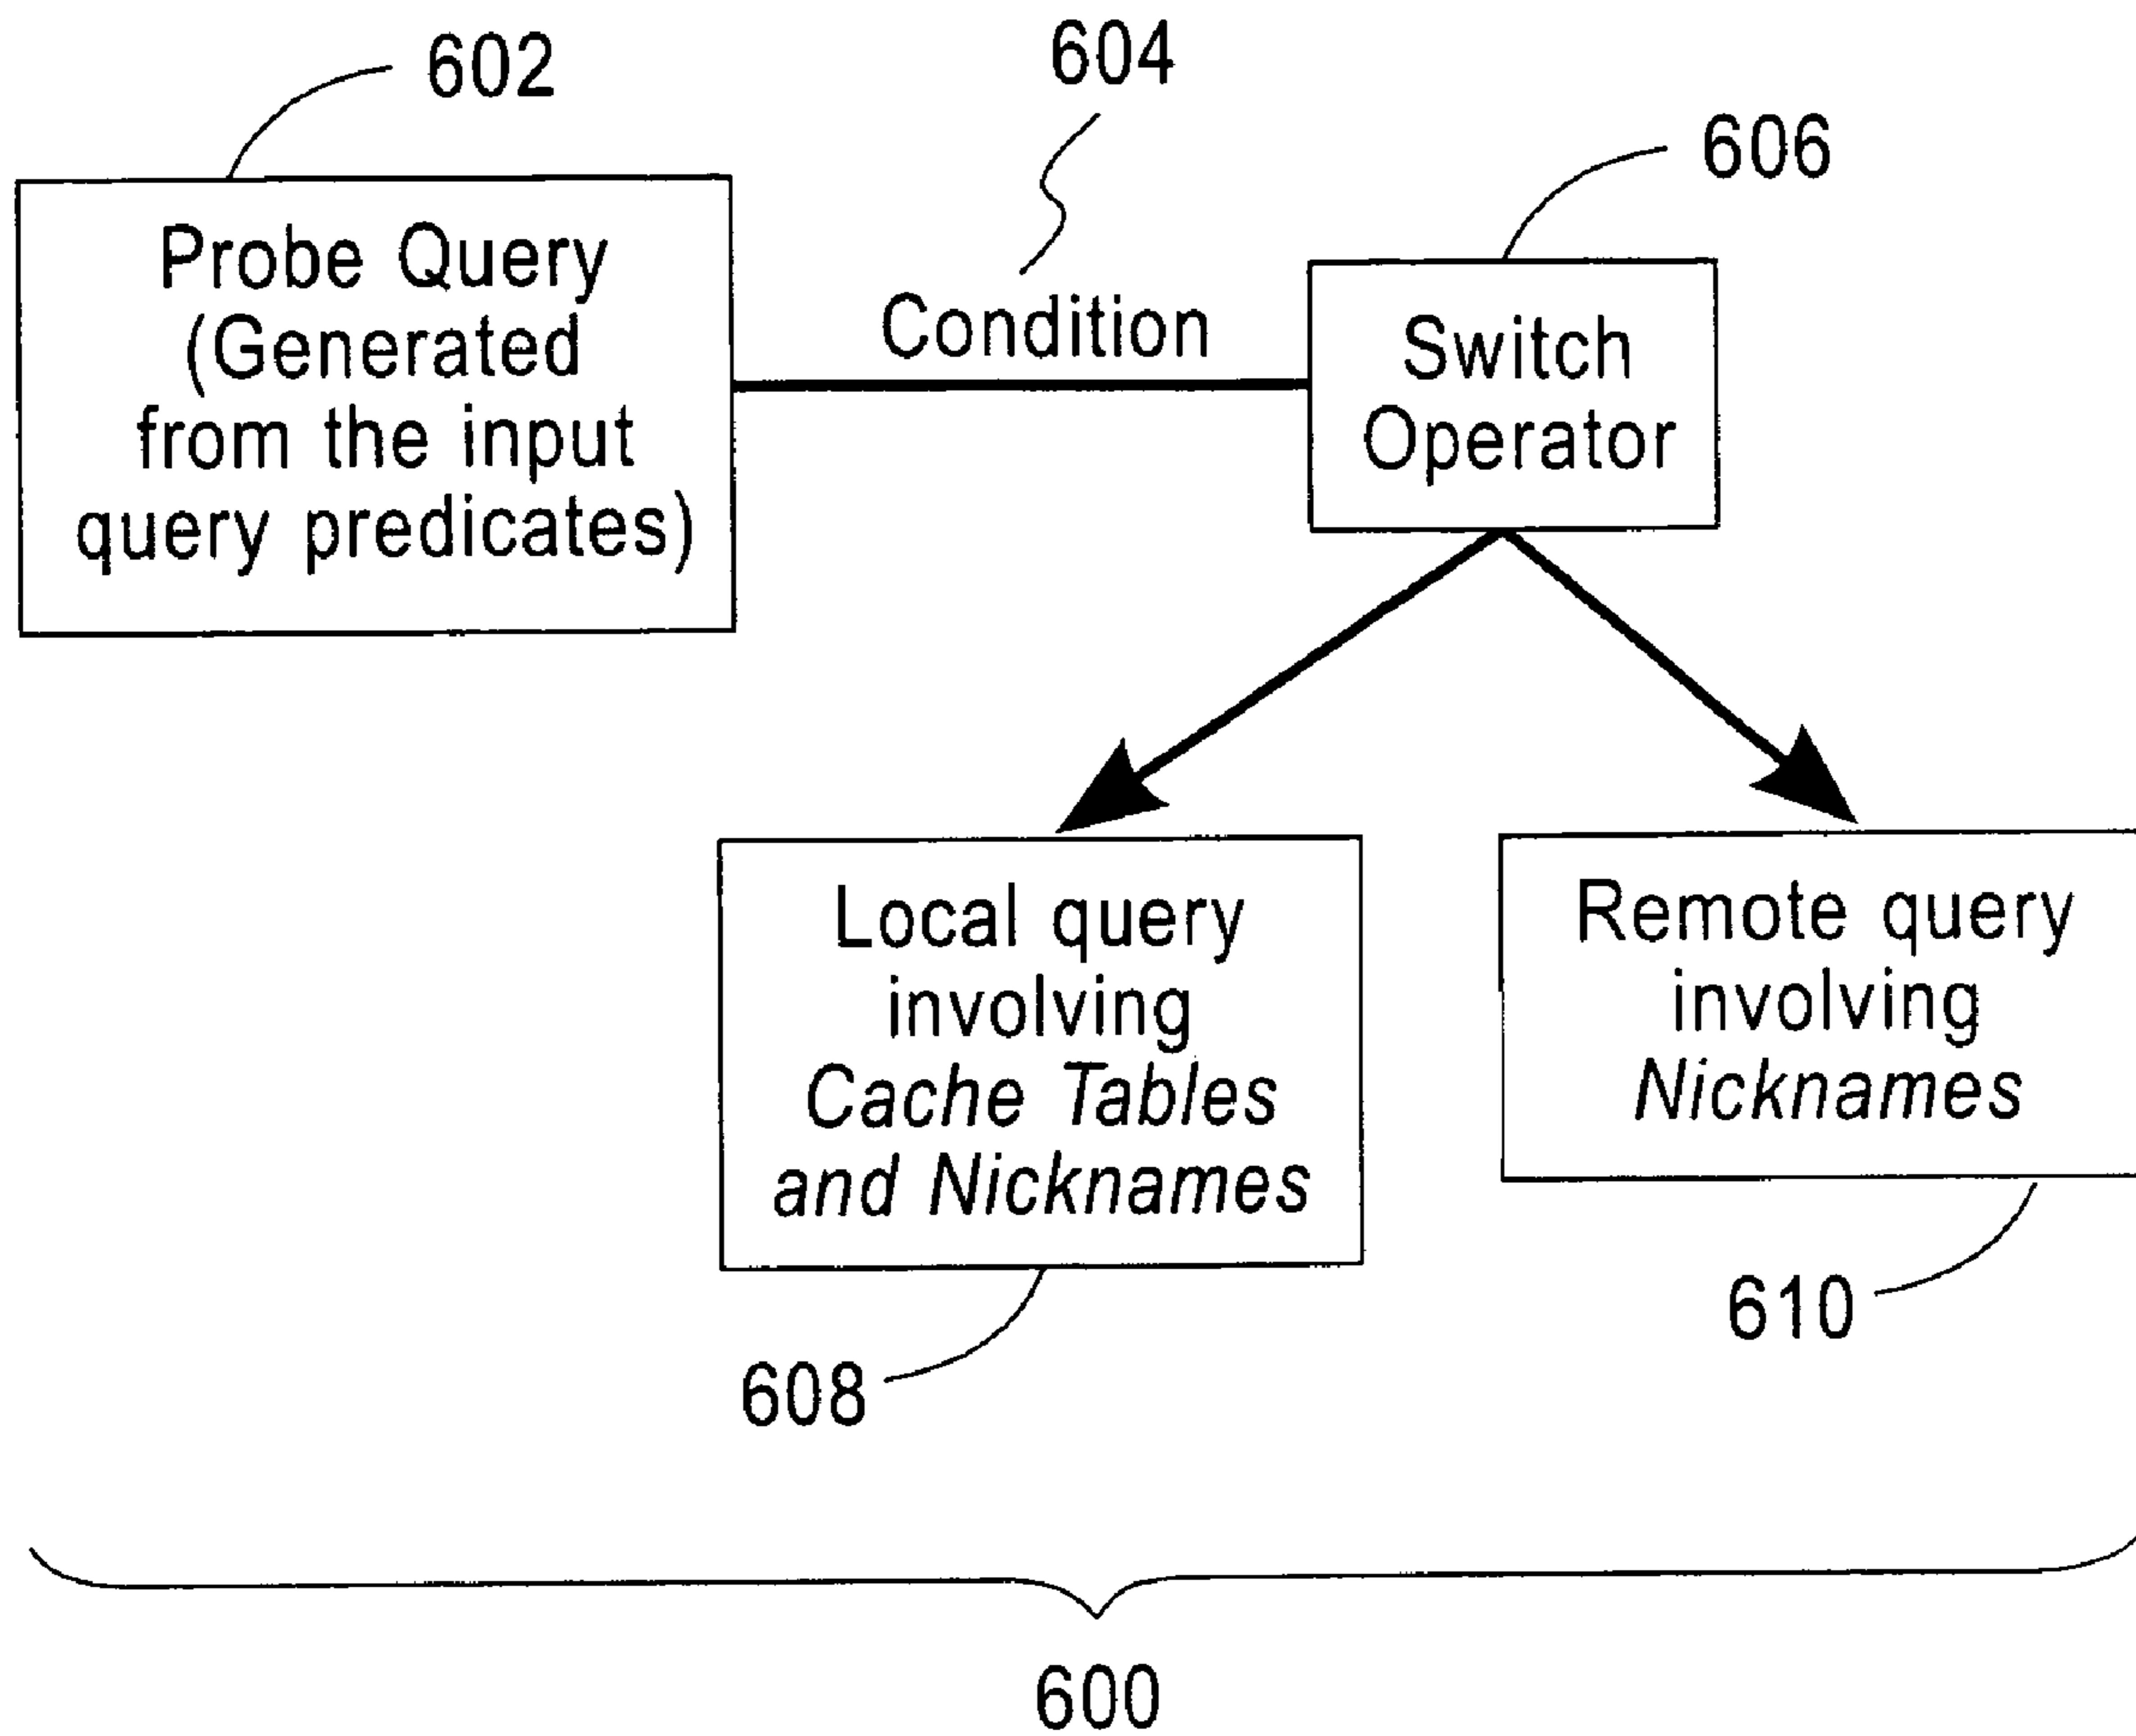 602
604
606
Probe Query
(Generated
from the input
query predicates)
Condition
Switch
Operator
Local query
involving
Cache Tables
and Nicknames
Remote query
involving
Nicknames
610
608
600